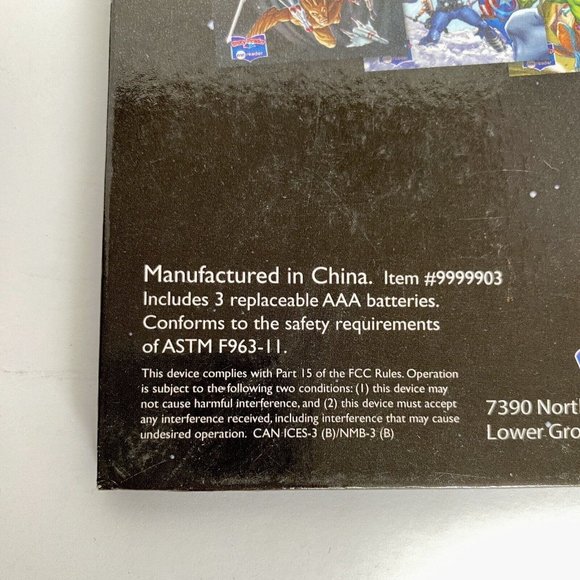 Manufactured in China. Item #9999903
Includes 3 replaceable AAA batteries.
Conforms to the safety requirements
of ASTM F963-11.
This device complies with Part 15 of the FCC Rules. Operation
is subject to the following two conditions: (1) this device may
not cause harmful interference, and (2) this device must accept
any interference received, including interference that may cause
undesired operation. CAN ICES-3 (B)/NMB-3 (B)
7390 North
Lower Gro